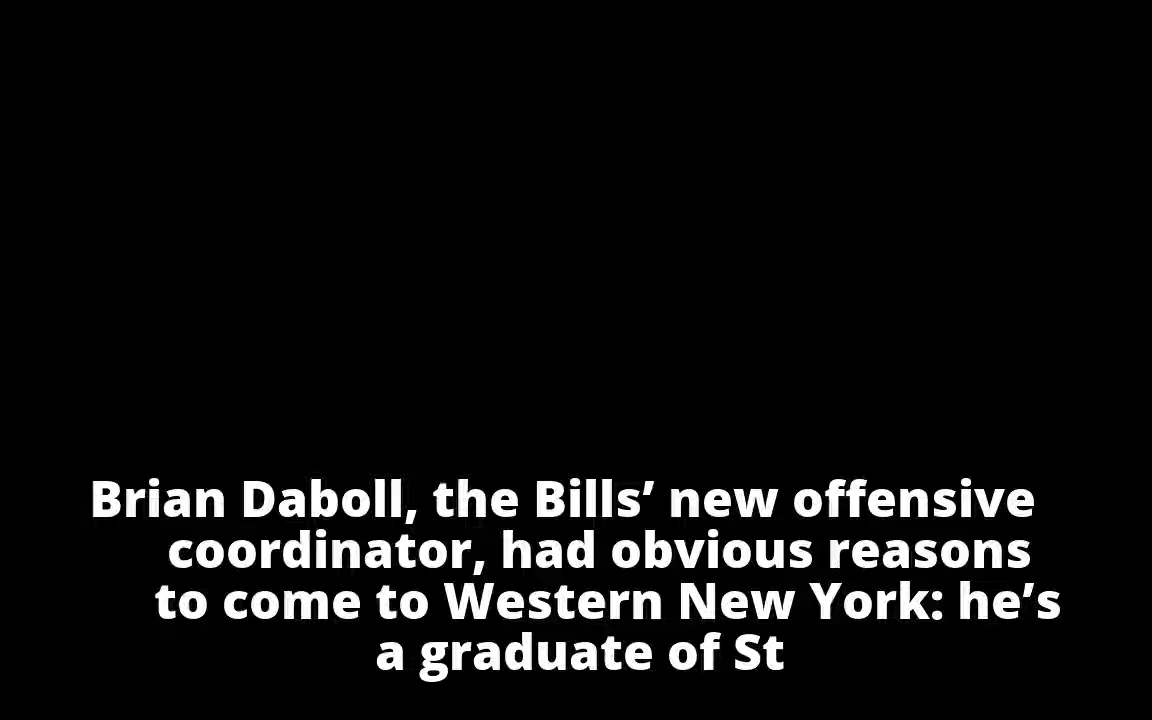 Brian Daboll, the Bills’ new offensive
coordinator, had obvious reasons
to come to Western New York: he’s
a graduate of St